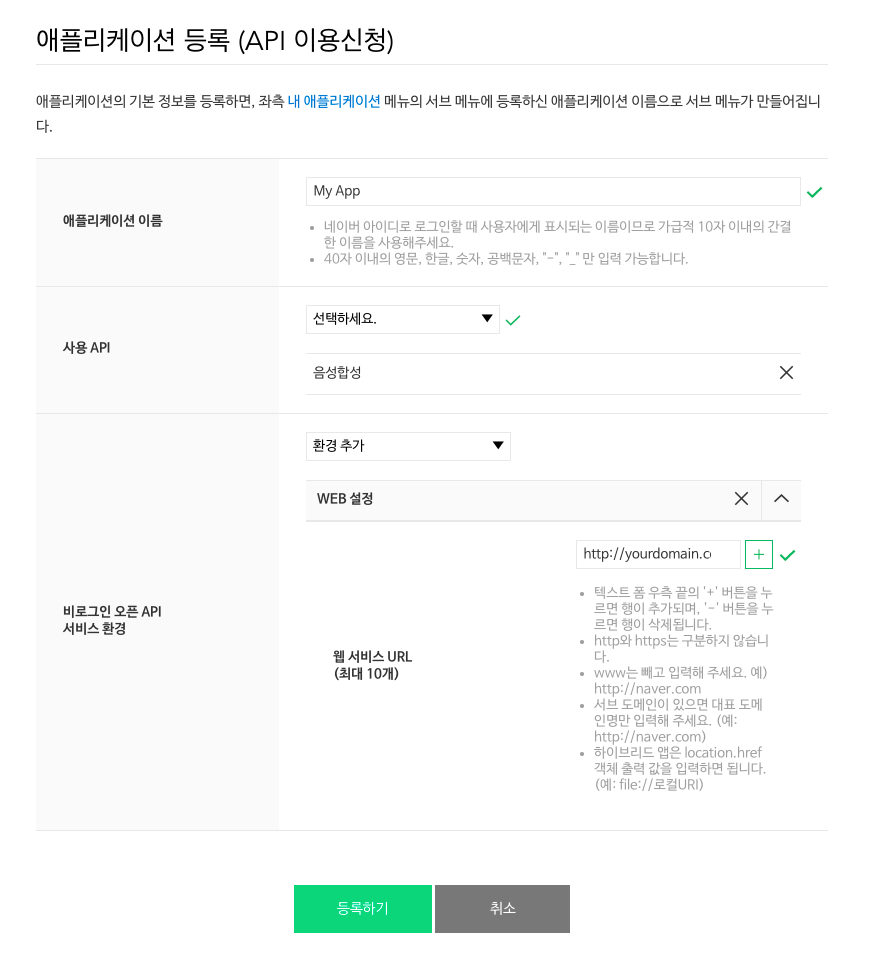 애플리케이션 등록 (API 이용신청)
애플리케이션의 기본 정보를 등록하면, 좌측 내 애플리케이션 메뉴의 서브 메뉴에 등록하신 애플리케이션 이름으로 서브 메뉴가 만들어집니
다.
애플리케이션 이름
My App
네이버 아이디로 로그인할 때 사용자에게 표시되는 이름이므로 가급적 10자 이내의 간결
한 이름을 사용해주세요.
40자 이내의 영문, 한글, 숫자, 공백문자, "-", "_" 만 입력 가능합니다.
사용 API
선택하세요.
음성합성
비로그인 오픈 API
서비스 환경
환경 추가
WEB 설정
웹 서비스 URL
(최대 10개)
http://yourdomain.c
+
텍스트 폼 우측 끝의 '+' 버튼을 누
르면 행이 추가되며, '-' 버튼을 누
르면 행이 삭제됩니다.
http와 https는 구분하지 않습니
다.
www는 빼고 입력해 주세요. 예)
http://naver.com
서브 도메인이 있으면 대표 도메
인명만 입력해 주세요. (예:
http://naver.com)
하이브리드 앱은 location.href
객체 출력 값을 입력하면 됩니다.
(예: file://로컬URI)
등록하기
취소